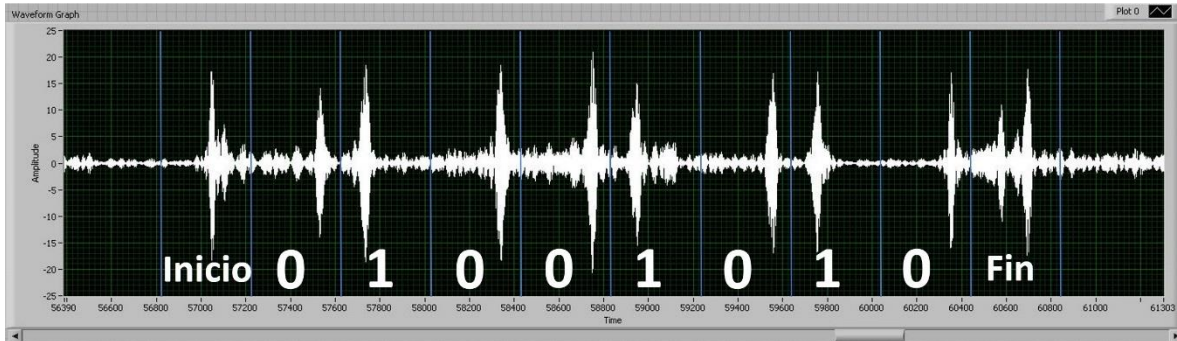 Waveform Graph
Plot 0
25
20
15
10
5
0
-5
-10
-15
-20
-25
Amplitude
Inicio 0 1 0 0 1 0 1 0 Fin
56390 56600 56800 57000 57200 57400 57600 57800 58000 58200 58400 58600 58800 59000 59200 59400 59600 59800 60000 60200 60400 60600 60800 61000 61303
Time